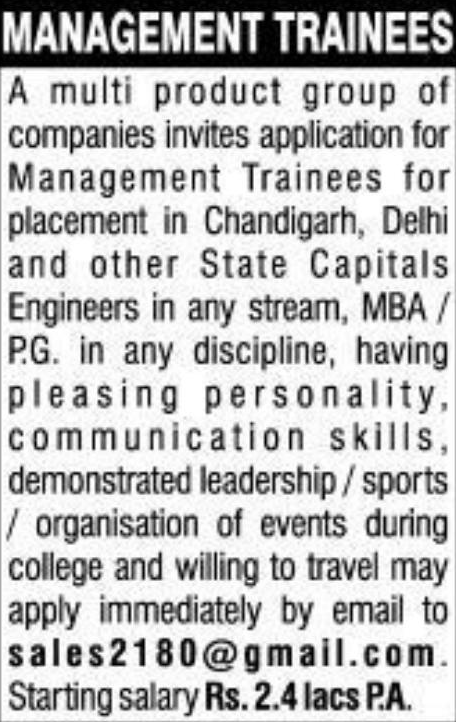 MANAGEMENT TRAINEES
A multi product group of
companies invites application for
Management Trainees for
placement in Chandigarh, Delhi
and other State Capitals
Engineers in any stream, MBA /
P.G. in any discipline, having
pleasing personality,
communication skills,
demonstrated leadership / sports
/ organisation of events during
college and willing to travel may
apply immediately by email to
sales2180@gmail.com.
Starting salary Rs. 2.4 lacs P.A.